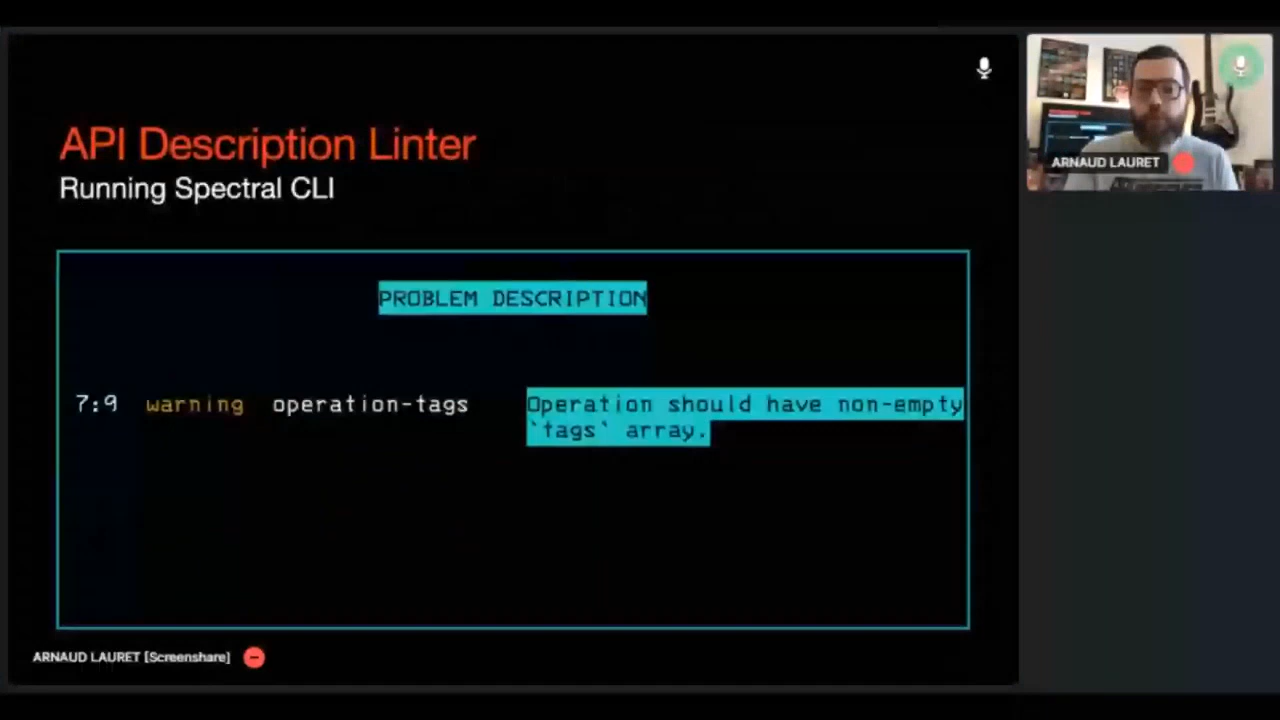 API Description Linter
Running Spectral CLI
PROBLEM DESCRIPTION
7:9 warning operation-tags Operation should have non-empty
`tags` array.
ARNAUD LAURET
ARNAUD LAURET [Screenshare]